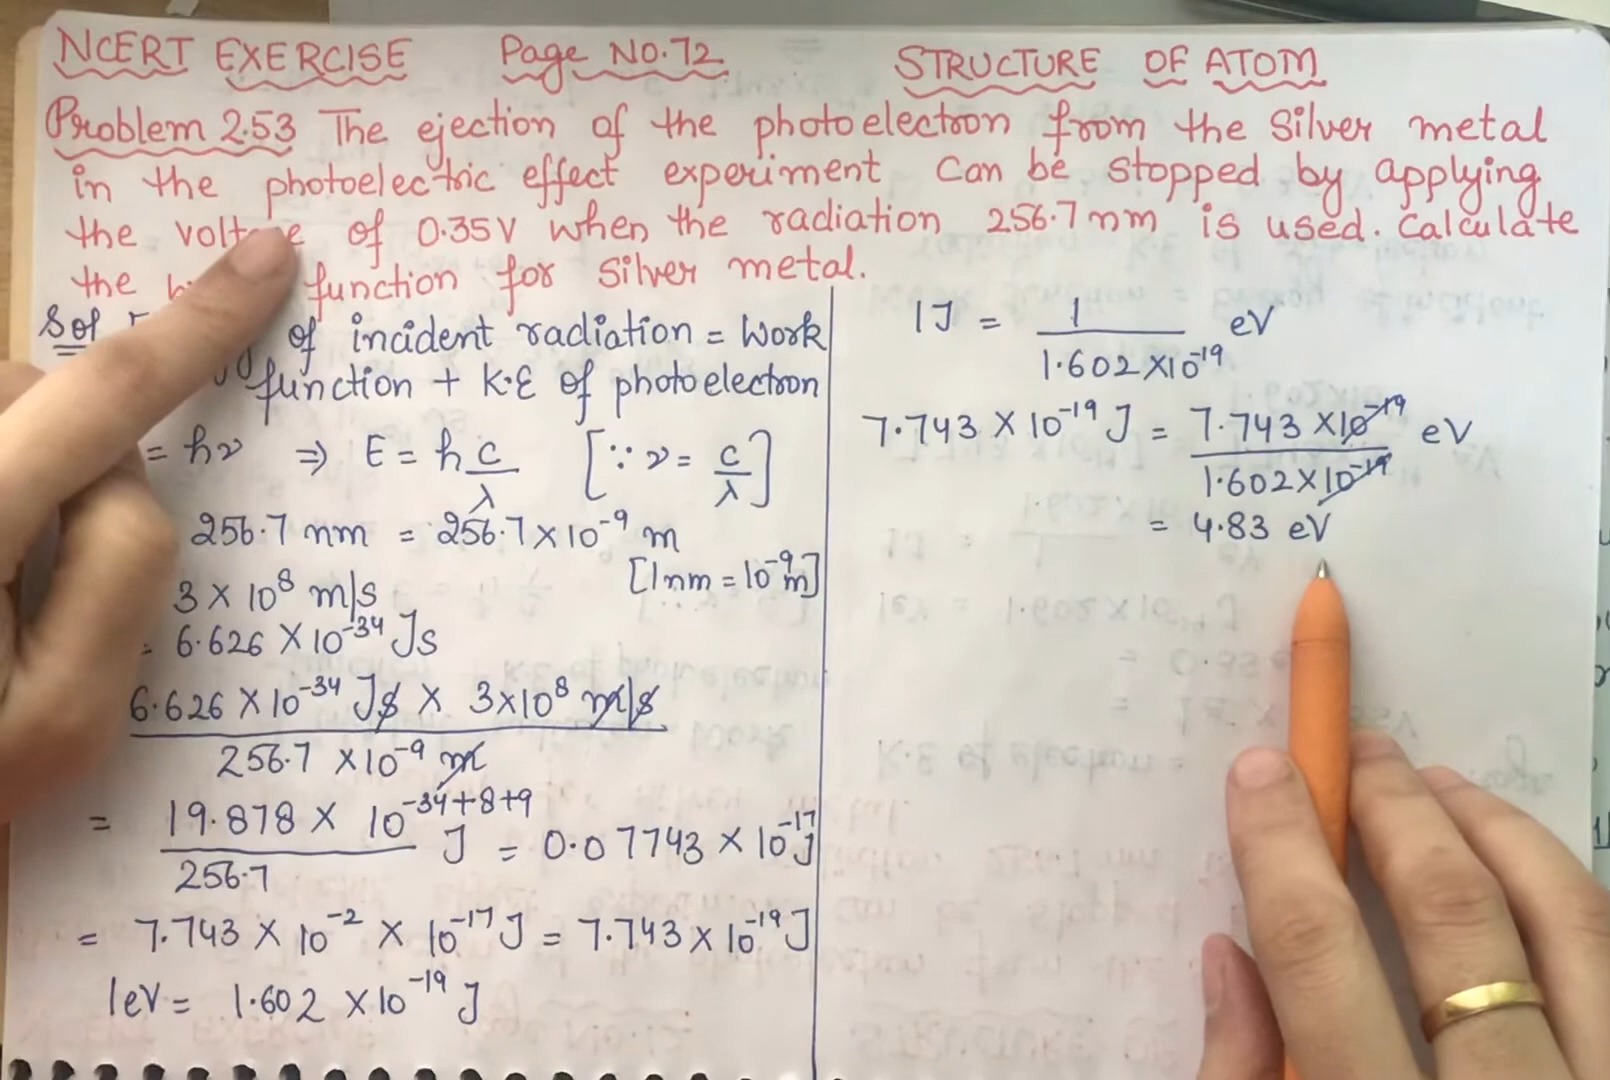 NCERT EXERCISE Page NO.72 STRUCTURE OF ATOM
Problem 2.53 The ejection of the photoelectron from the silver metal
in the photoelectric effect experiment can be stopped by applying
the of 0.35V when the radiation 256.7 nm is used. Calculate
the function for silver metal.
Sol of incident radiation = Work
function + K.E of photoelectron
= hν ⇒ E = h c/λ [∵ ν = c/λ]
256.7 nm = 256.7 × 10⁻⁹ m
[1nm = 10⁻⁹ m]
3 × 10⁸ m/s
= 6.626 × 10⁻³⁴ Js
6.626 × 10⁻³⁴ Js × 3×10⁸ m/s
256.7 × 10⁻⁹ m
= 19.878 × 10⁻³⁴⁺⁸⁺⁹ / 256.7 J = 0.07743 × 10⁻¹⁷ J
= 7.743 × 10⁻² × 10⁻¹⁷ J = 7.743 × 10⁻¹⁹ J
1eV = 1.602 × 10⁻¹⁹ J
1J = 1 / 1.602 × 10⁻¹⁹ eV
7.743 × 10⁻¹⁹ J = 7.743 × 10⁻¹⁹ / 1.602 × 10⁻¹⁹ eV
= 4.83 eV